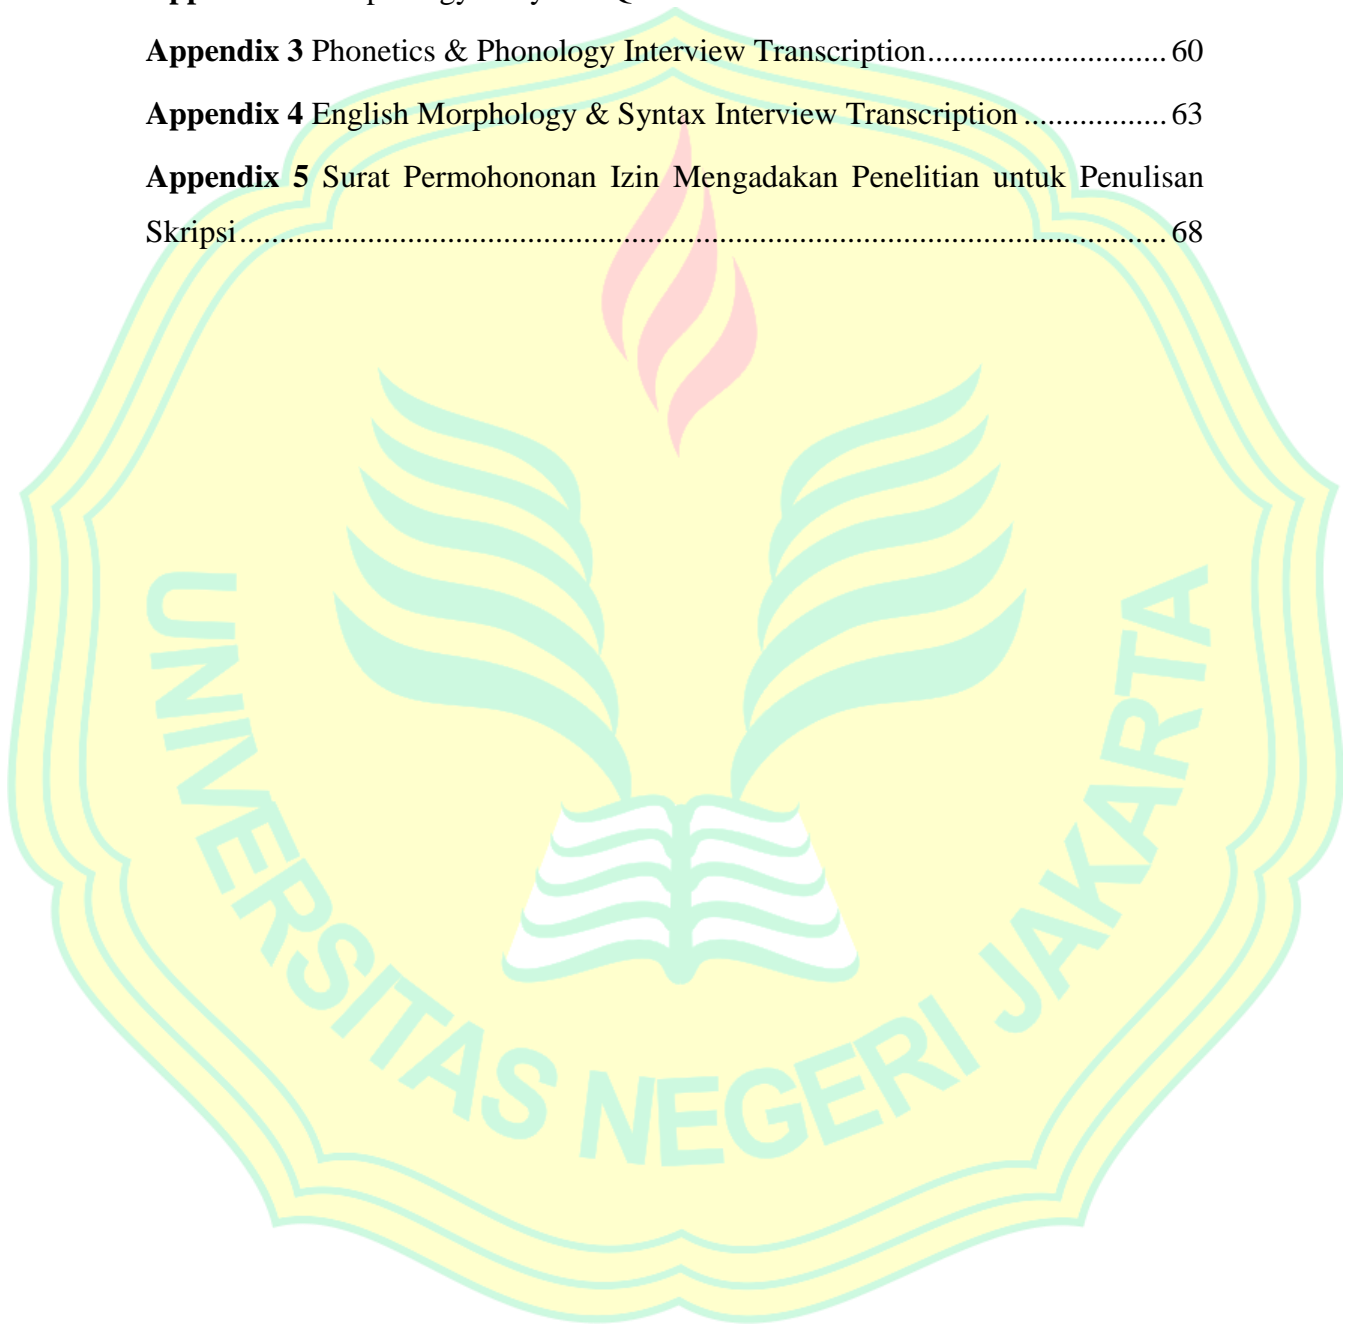 Appendix 3 Phonetics & Phonology Interview Transcription............................. 60
Appendix 4 English Morphology & Syntax Interview Transcription ................. 63
Appendix 5 Surat Permohononan Izin Mengadakan Penelitian untuk Penulisan
Skripsi.................................................................................................................. 68
UNIVERSITAS NEGERI JAKARTA